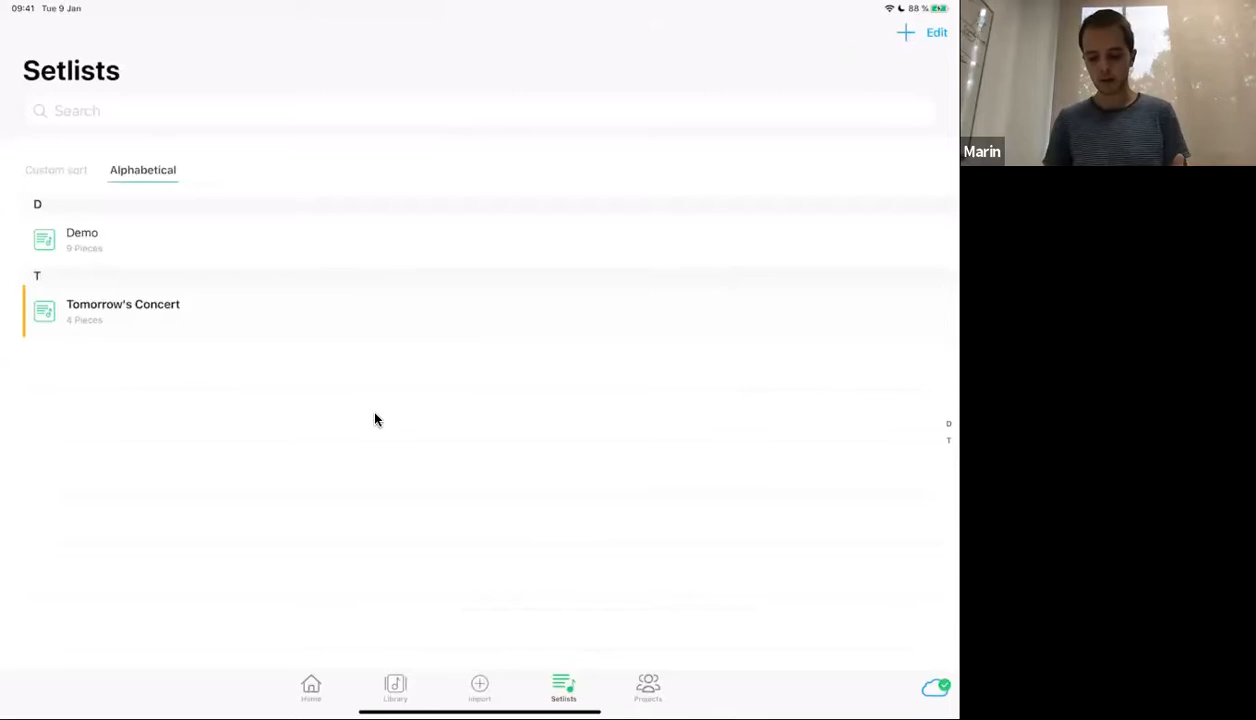 09:41 Tue 9 Jan 88 %
Edit
Setlists
Search
Custom sort Alphabetical
D
Demo
9 Pieces
T
Tomorrow's Concert
4 Pieces
D
T
Home Library Import Setlists Projects
Marin